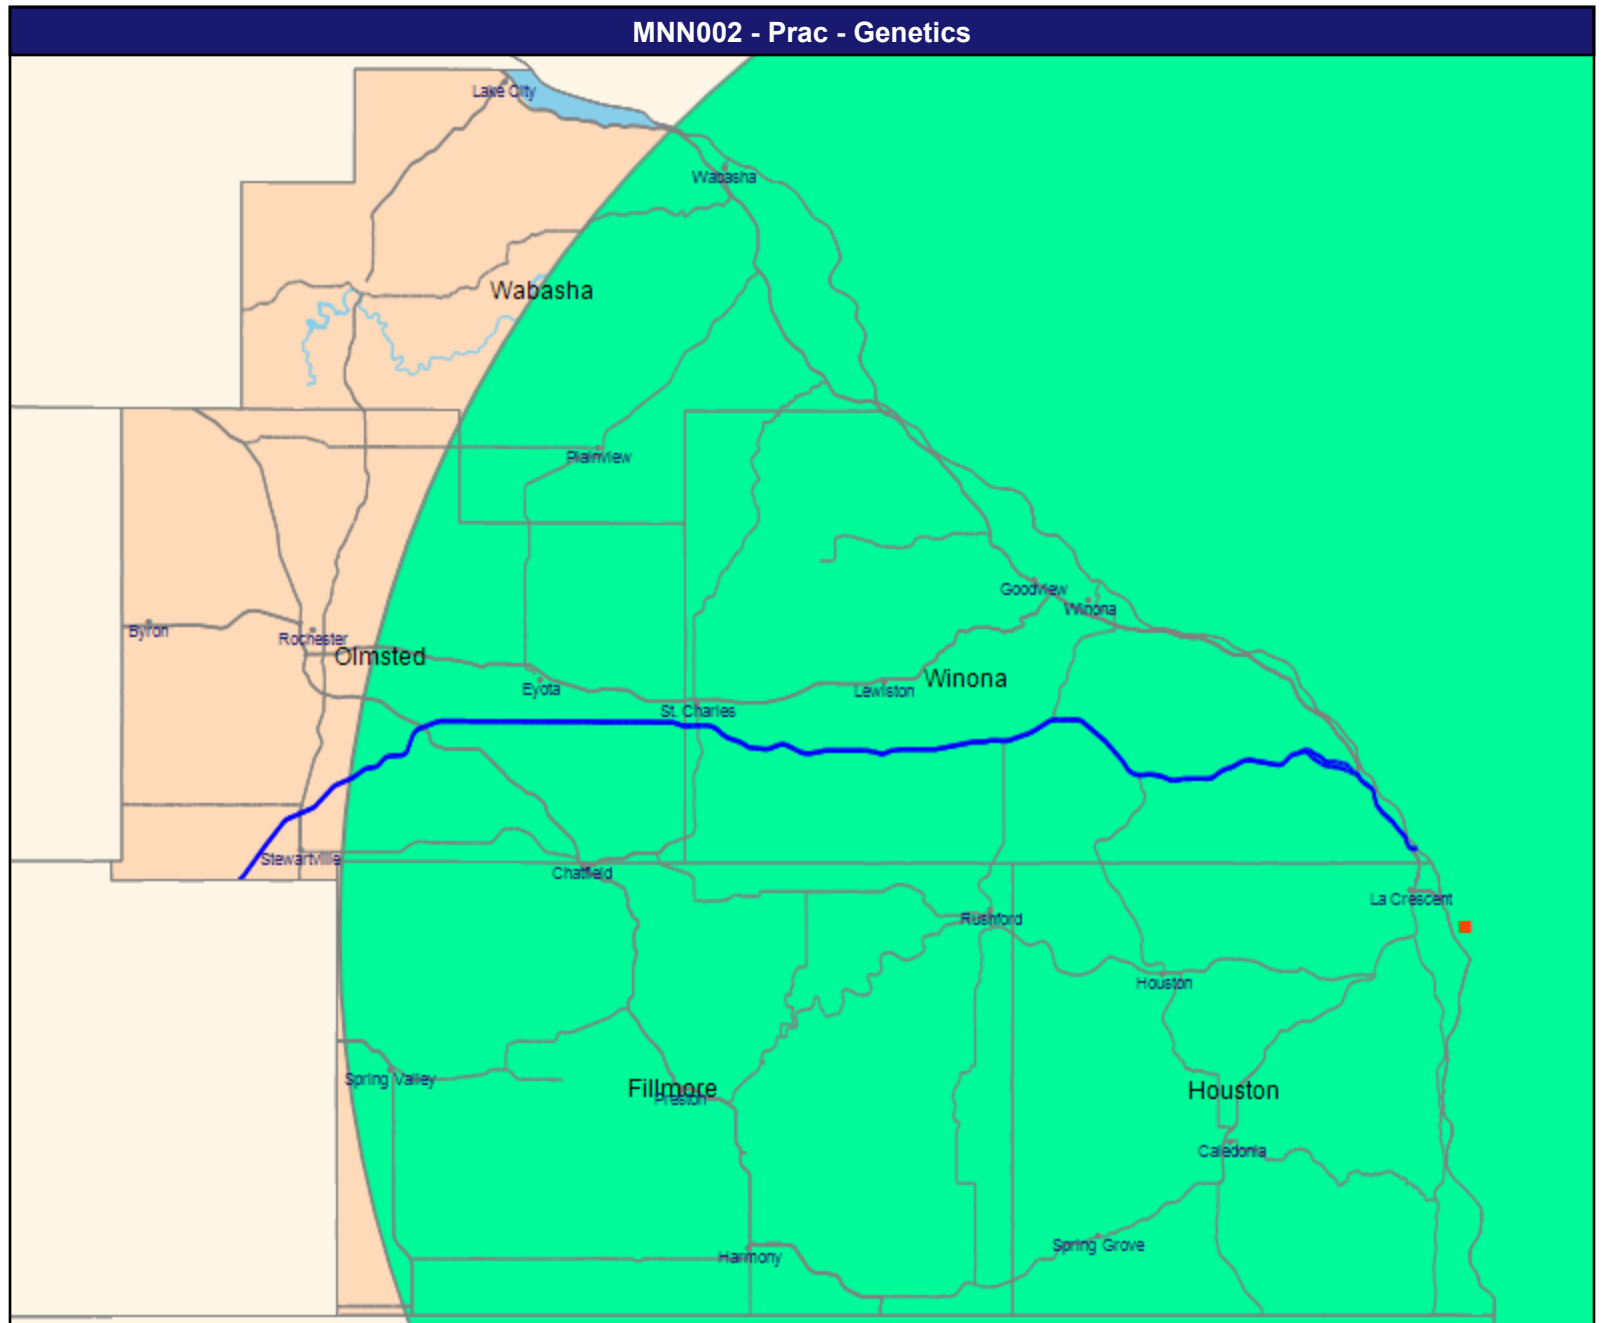 MNN002 - Prac - Genetics
Lake City
Wabasha
Wabasha
Plainview
Goodview
Winona
Byron
Rochester
Olmsted
Eyota
Lewiston
Winona
St. Charles
Stewartville
Chatfield
La Crescent
Rushford
Houston
Spring Valley
Fillmore
Preston
Houston
Caledonia
Spring Grove
Harmony